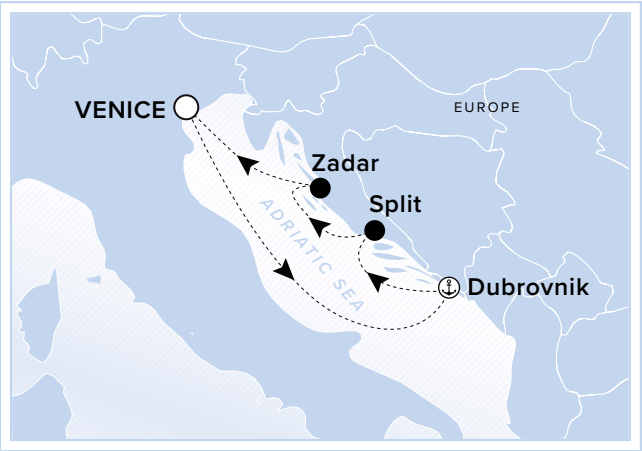 VENICE
EUROPE
Zadar
Split
ADRIATIC SEA
Dubrovnik